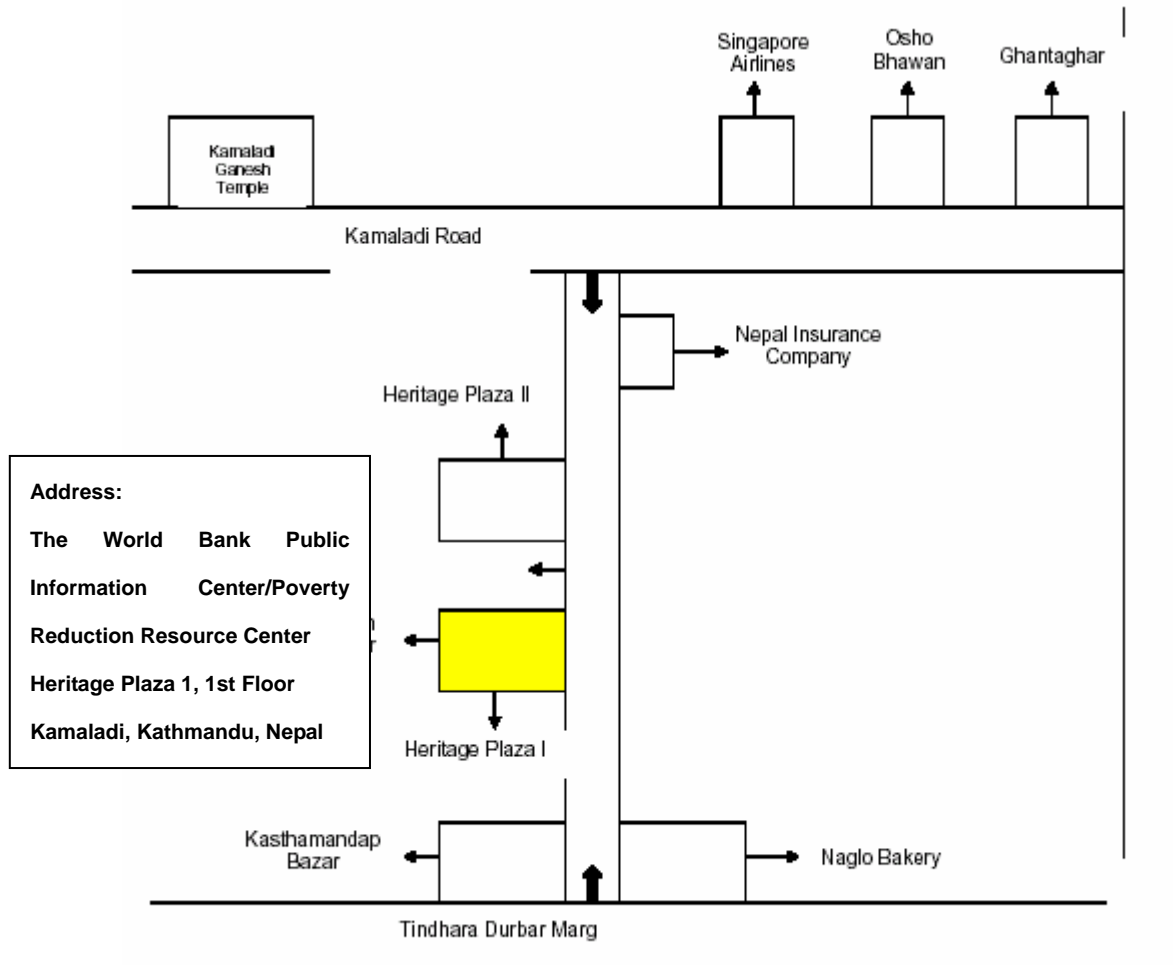 Singapore
Airlines
Osho
Bhawan
Ghantaghar
Kamaladi
Ganesh
Temple
Kamaladi Road
Nepal Insurance
Company
Heritage Plaza II
Address:
The World Bank Public
Information Center/Poverty
Reduction Resource Center
Heritage Plaza 1, 1st Floor
Kamaladi, Kathmandu, Nepal
Heritage Plaza I
Kasthamandap
Bazar
Naglo Bakery
Tindhara Durbar Marg